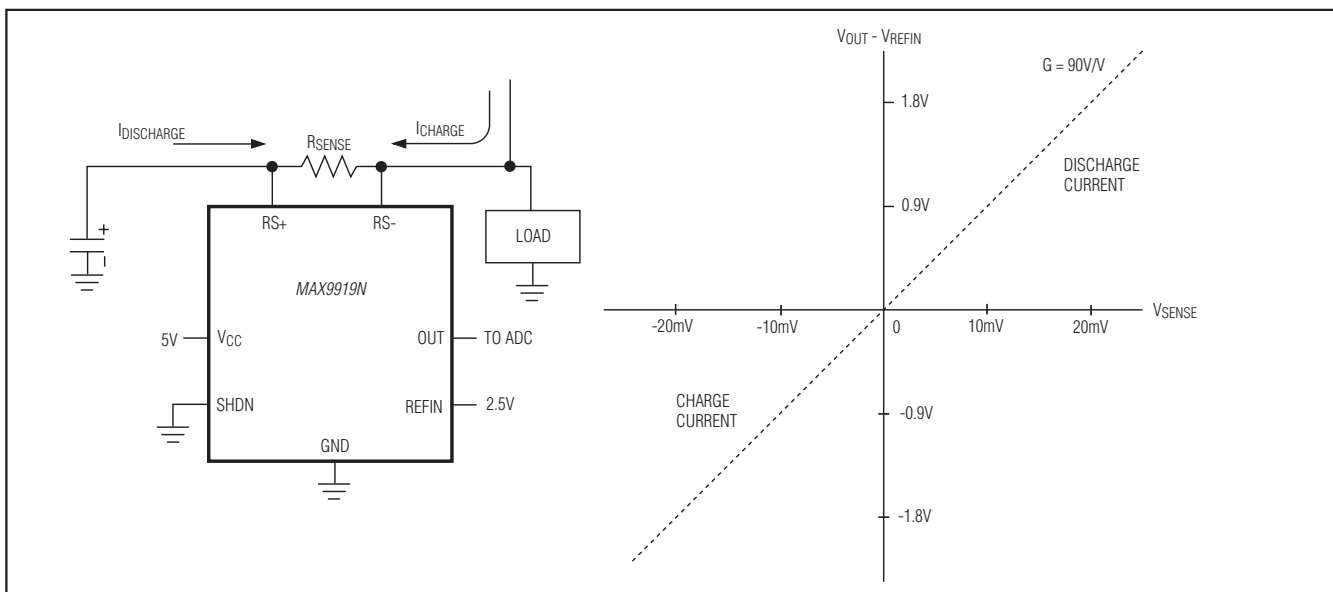 IDISCHARGE
RSENSE
ICHARGE
RS+
RS-
+
LOAD
MAX9919N
5V
VCC
OUT
TO ADC
SHDN
REFIN
2.5V
GND
VOUT - VREFIN
G = 90V/V
1.8V
DISCHARGE
CURRENT
0.9V
-20mV
-10mV
0
10mV
20mV
VSENSE
CHARGE
CURRENT
-0.9V
-1.8V